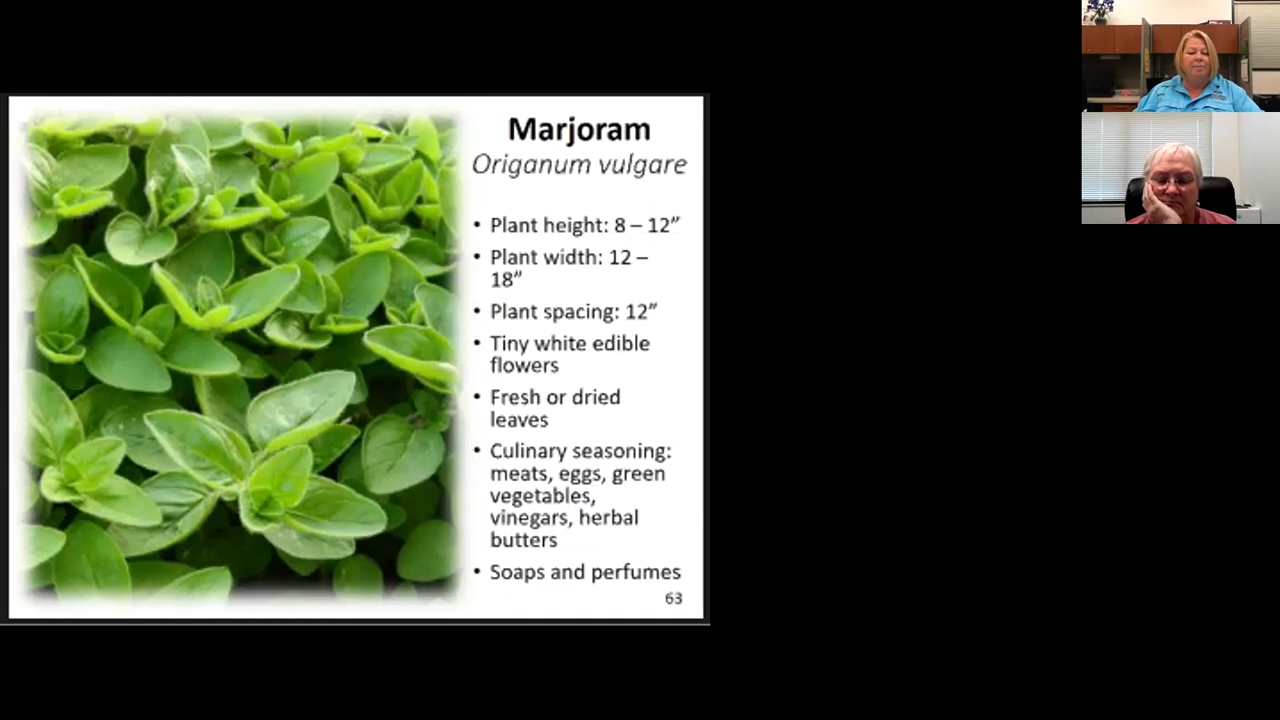 Marjoram
Origanum vulgare
• Plant height: 8 – 12”
• Plant width: 12 –
18”
• Plant spacing: 12”
• Tiny white edible
flowers
• Fresh or dried
leaves
• Culinary seasoning:
meats, eggs, green
vegetables,
vinegars, herbal
butters
• Soaps and perfumes
63